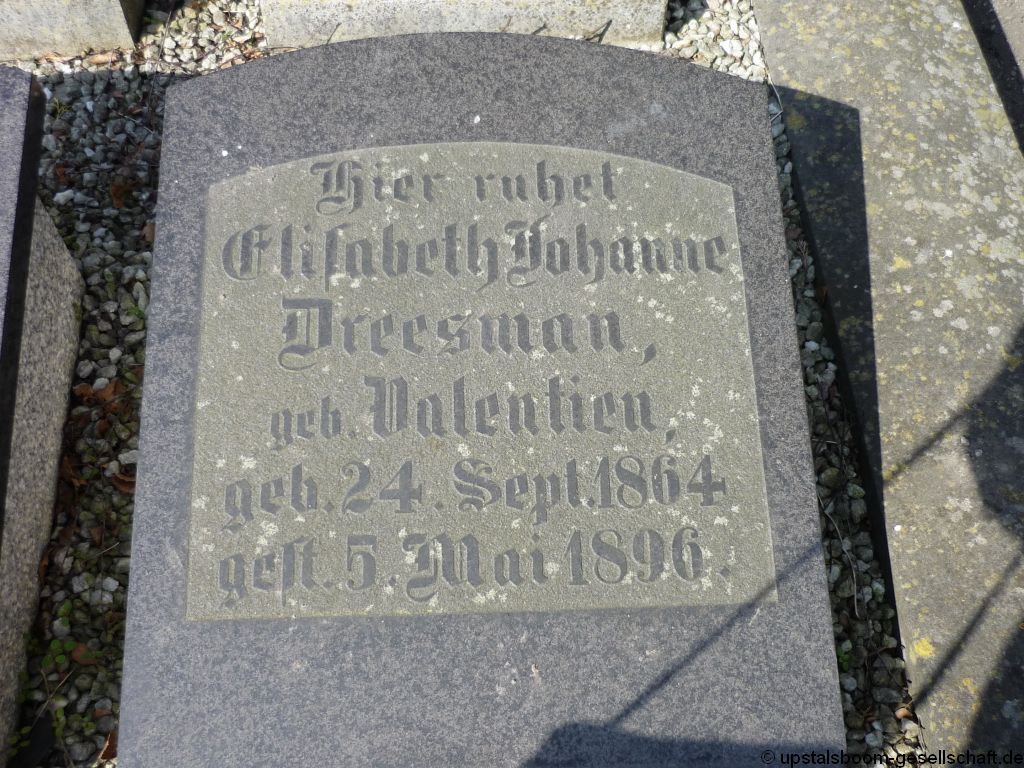 Hier ruhet
Eliſabeth Johanne
Dreesman,
geb. Valentien,
geb. 24. Sept. 1864
geſt. 5. Mai 1896.
© upstalsboom-gesellschaft.de